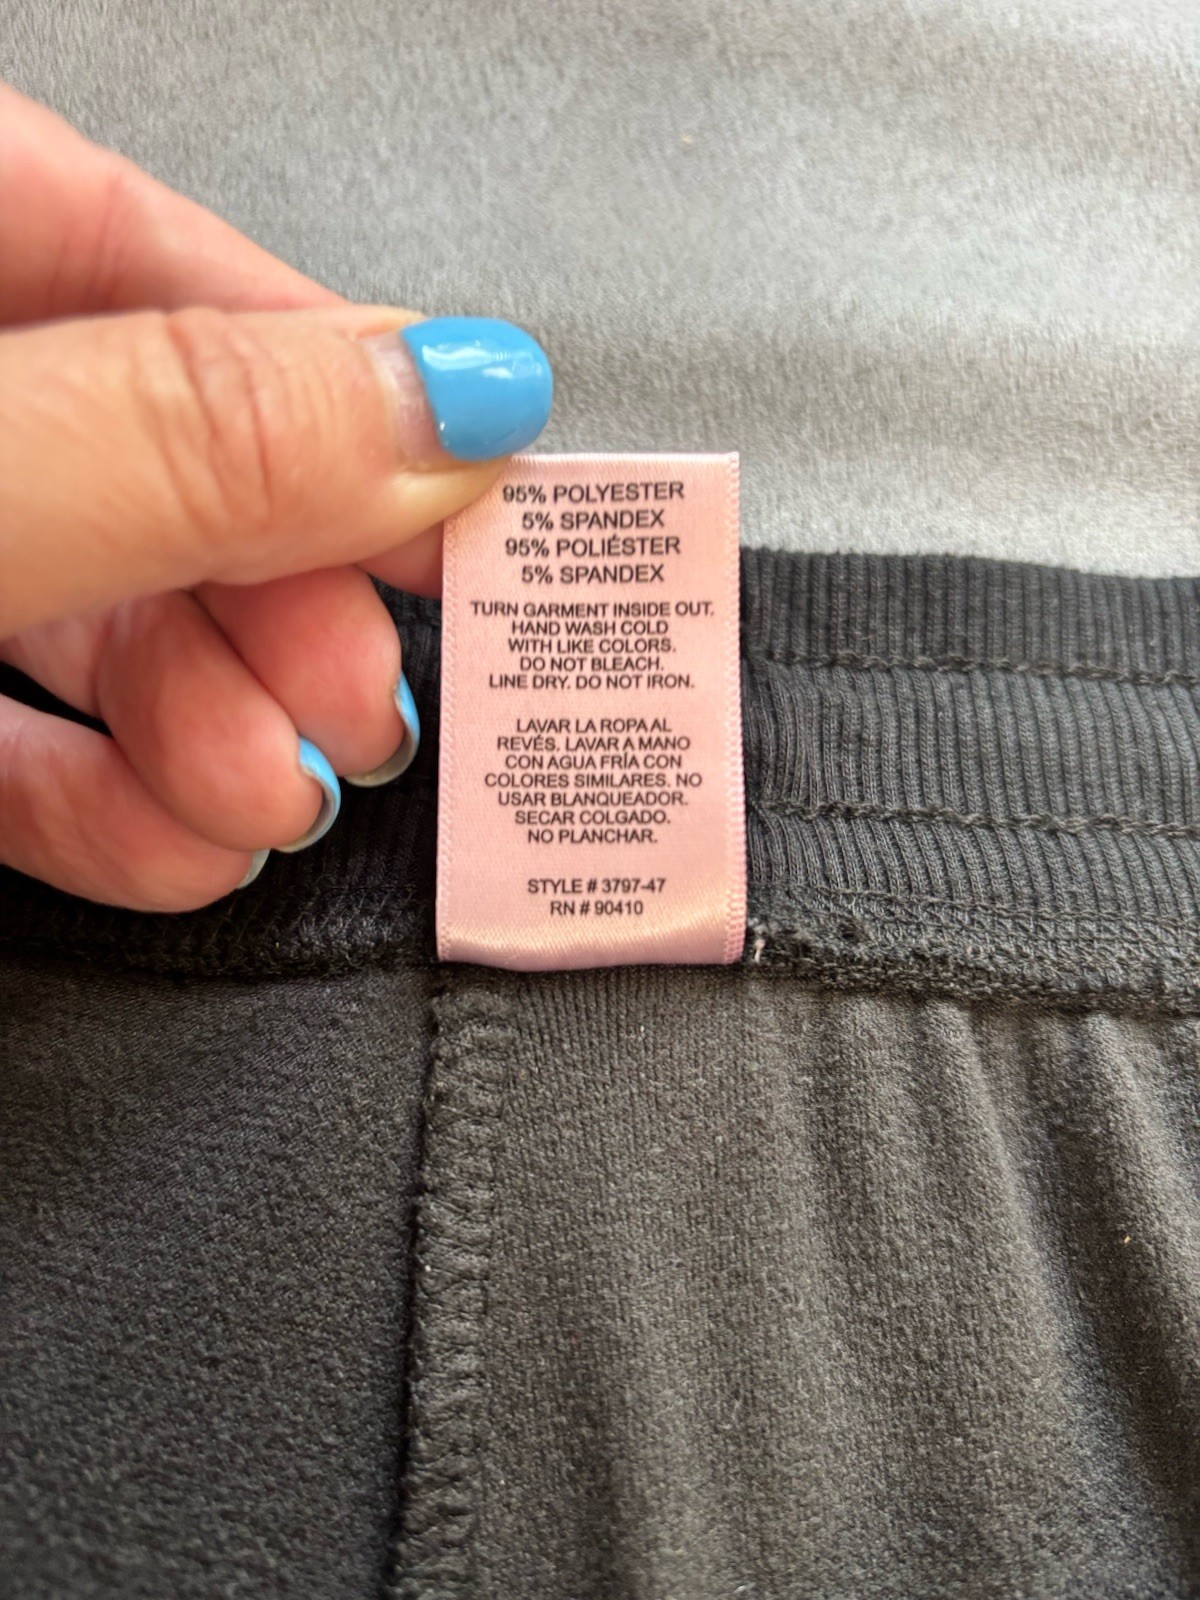 95% POLYESTER
5% SPANDEX
95% POLIÉSTER
5% SPANDEX
TURN GARMENT INSIDE OUT.
HAND WASH COLD
WITH LIKE COLORS.
DO NOT BLEACH.
LINE DRY. DO NOT IRON.
LAVAR LA ROPA AL
REVÉS. LAVAR A MANO
CON AGUA FRÍA CON
COLORES SIMILARES. NO
USAR BLANQUEADOR.
SECAR COLGADO.
NO PLANCHAR.
STYLE # 3797-47
RN # 90410